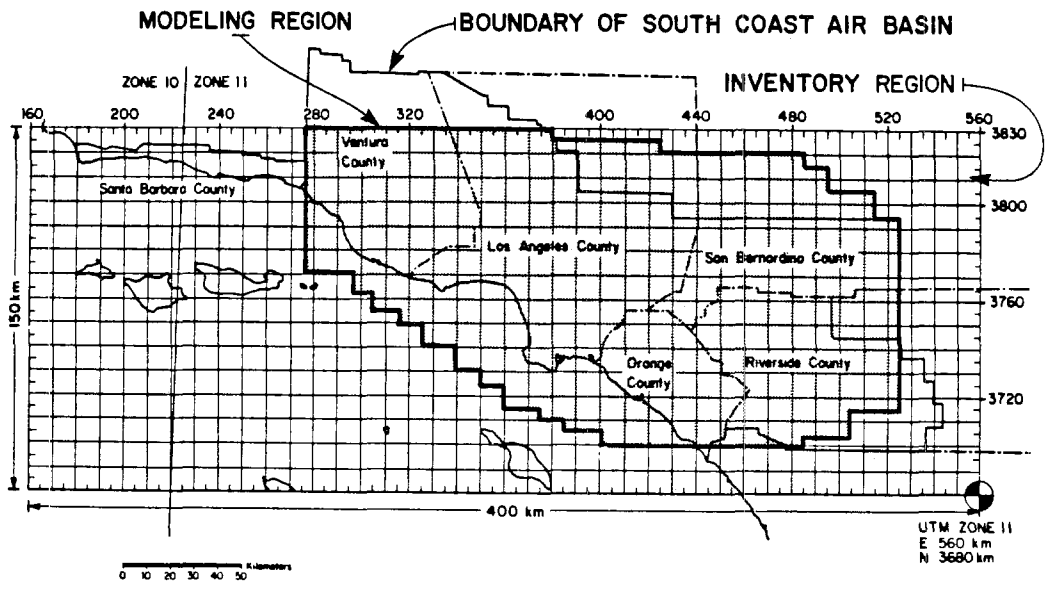 MODELING REGION
BOUNDARY OF SOUTH COAST AIR BASIN
INVENTORY REGION
ZONE 10 ZONE 11
160 200 240 280 320 400 440 480 520 560
3830
Ventura
County
Santa Barbara County
3800
Los Angeles County
San Bernardino County
3760
150 km
Orange
County
Riverside County
3720
400 km
UTM ZONE 11
E 560 km
N 3680 km
0 10 20 30 40 50 Kilometers